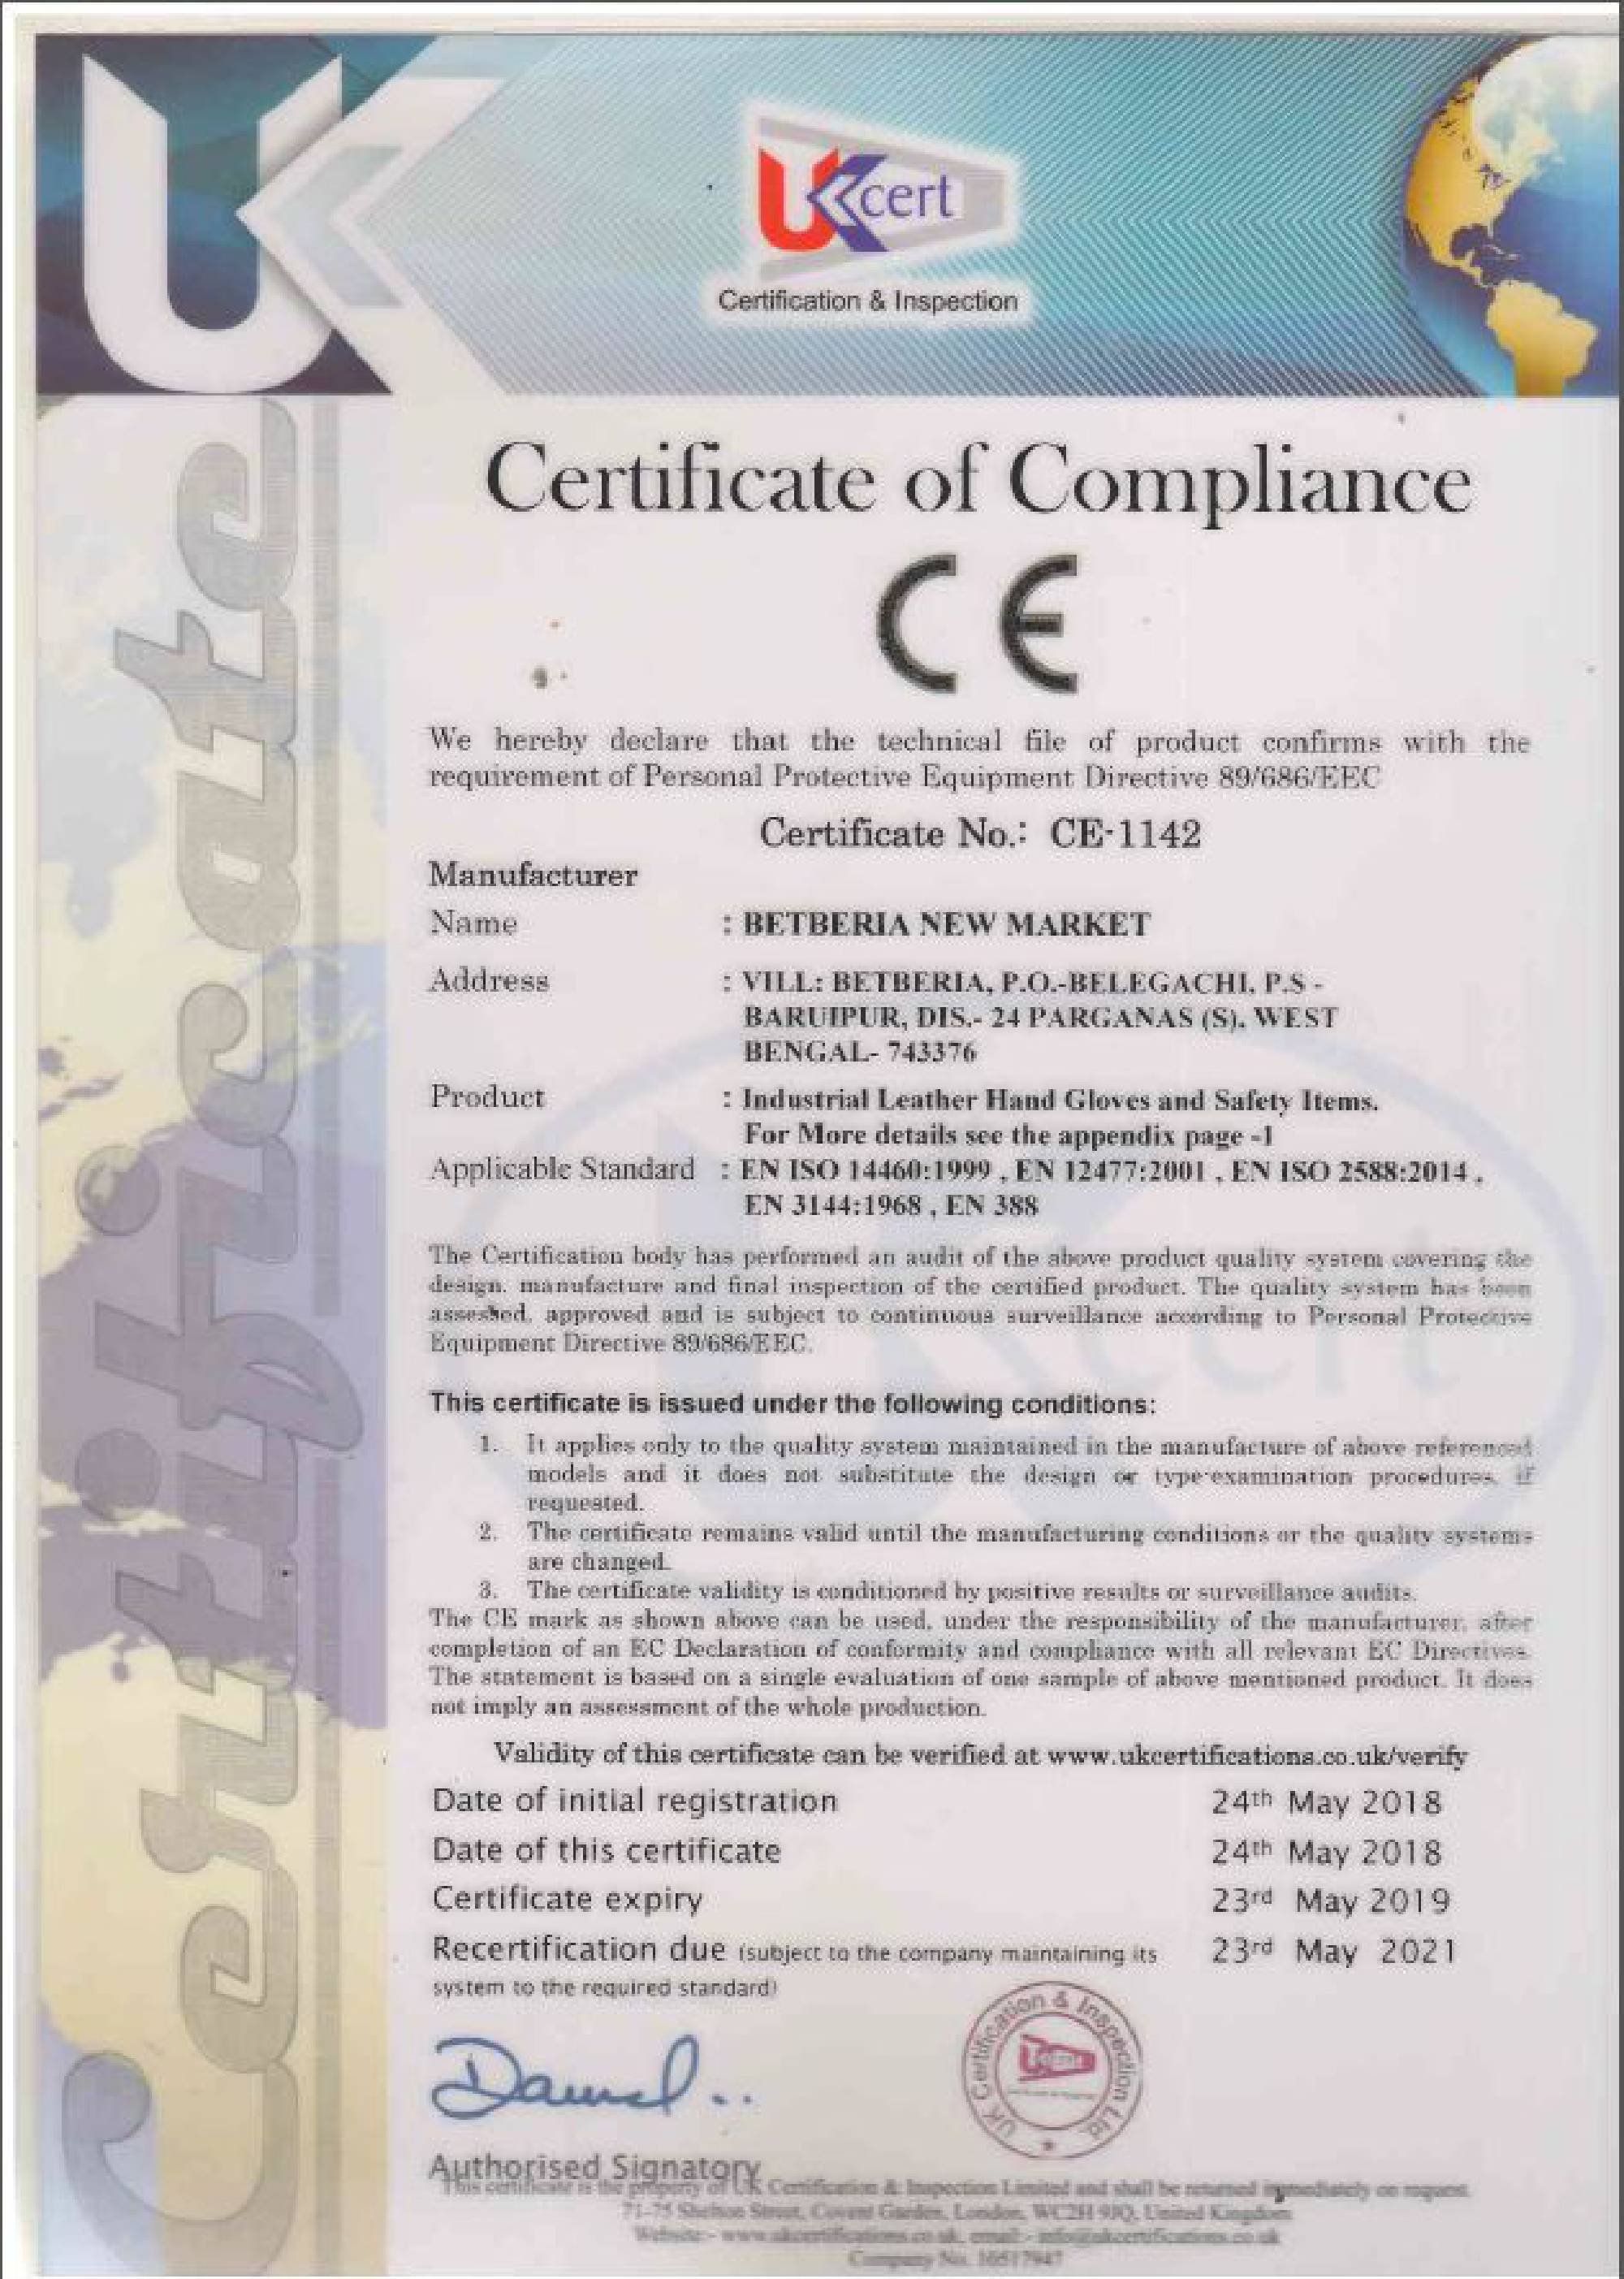 UK
UKcert
Certification & Inspection
Certificate
Certificate of Compliance
CE
We hereby declare that the technical file of product confirms with the
requirement of Personal Protective Equipment Directive 89/686/EEC
Certificate No.: CE-1142
Manufacturer
Name : BETBERIA NEW MARKET
Address : VILL: BETBERIA, P.O.-BELEGACHI, P.S -
BARUIPUR, DIS.- 24 PARGANAS (S), WEST
BENGAL- 743376
Product : Industrial Leather Hand Gloves and Safety Items.
For More details see the appendix page -1
Applicable Standard : EN ISO 14460:1999 , EN 12477:2001 , EN ISO 2588:2014 ,
EN 3144:1968 , EN 388
The Certification body has performed an audit of the above product quality system covering the
design, manufacture and final inspection of the certified product. The quality system has been
asseshed, approved and is subject to continuous surveillance according to Personal Protective
Equipment Directive 89/686/EEC.
This certificate is issued under the following conditions:
1. It applies only to the quality system maintained in the manufacture of above referenced
models and it does not substitute the design or type-examination procedures, if
requested.
2. The certificate remains valid until the manufacturing conditions or the quality systems
are changed.
3. The certificate validity is conditioned by positive results or surveillance audits.
The CE mark as shown above can be used, under the responsibility of the manufacturer, after
completion of an EC Declaration of conformity and compliance with all relevant EC Directives.
The statement is based on a single evaluation of one sample of above mentioned product. It does
not imply an assessment of the whole production.
Validity of this certificate can be verified at www.ukcertifications.co.uk/verify
Date of initial registration 24th May 2018
Date of this certificate 24th May 2018
Certificate expiry 23rd May 2019
Recertification due (subject to the company maintaining its 23rd May 2021
system to the required standard)
UK Certification & Inspection Ltd.
Authorised Signatory
This certificate is the property of UK Certification & Inspection Limited and shall be returned immediately on request.
71-75 Shelton Street, Covent Garden, London, WC2H 9JQ, United Kingdom
Website:- www.ukcertifications.co.uk, email:- info@ukcertifications.co.uk
Company No. 10517947